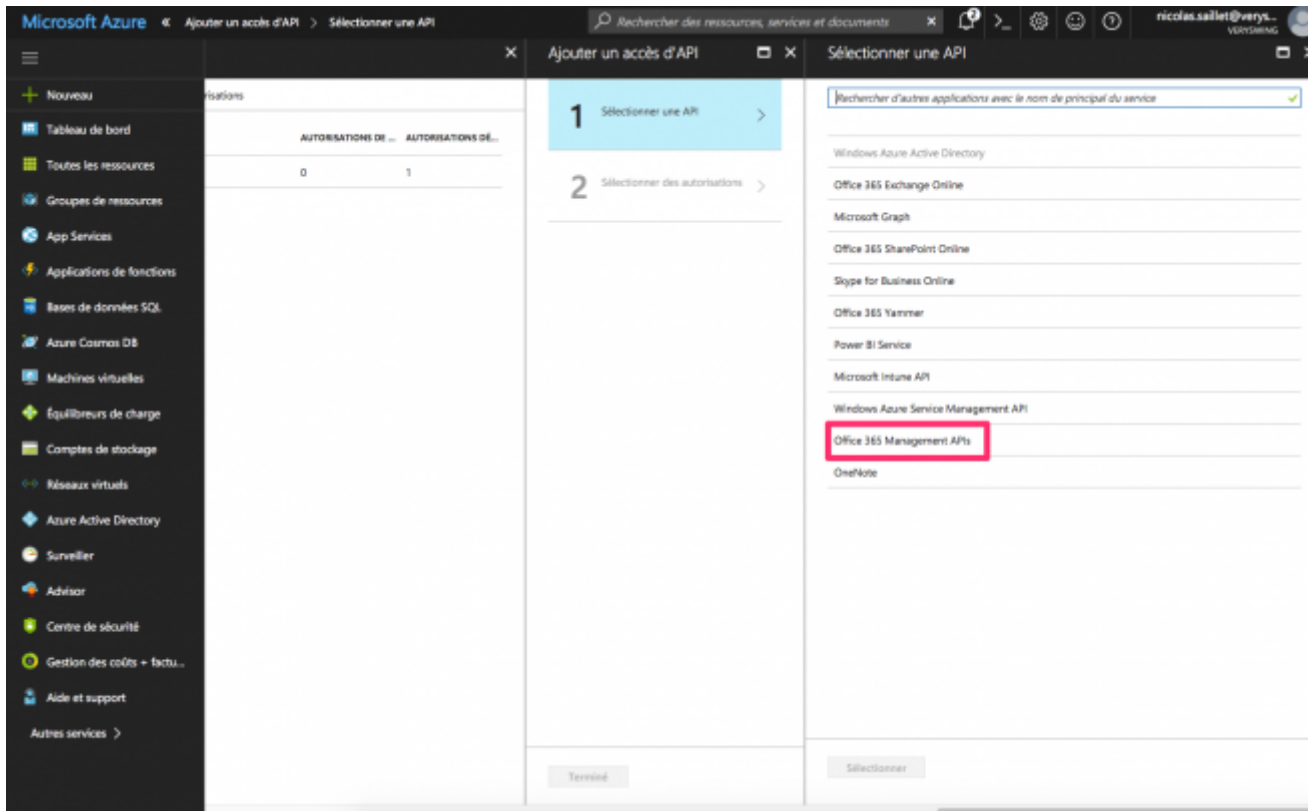 Microsoft Azure « Ajouter un accès d'API > Sélectionner une API
Rechercher des ressources, services et documents
2
nicolas.saillet@verys...
VERYSWING
Ajouter un accès d'API
Sélectionner une API
Nouveau
Tableau de bord
Toutes les ressources
Groupes de ressources
App Services
Applications de fonctions
Bases de données SQL
Azure Cosmos DB
Machines virtuelles
Équilibreurs de charge
Comptes de stockage
Réseaux virtuels
Azure Active Directory
Surveiller
Advisor
Centre de sécurité
Gestion des coûts + factu...
Aide et support
Autres services >
risations
AUTORISATIONS DE ... AUTORISATIONS DÉ...
0 1
1 Sélectionner une API
2 Sélectionner des autorisations
Terminé
Rechercher d'autres applications avec le nom de principal du service
Windows Azure Active Directory
Office 365 Exchange Online
Microsoft Graph
Office 365 SharePoint Online
Skype for Business Online
Office 365 Yammer
Power BI Service
Microsoft Intune API
Windows Azure Service Management API
Office 365 Management APIs
OneNote
Sélectionner